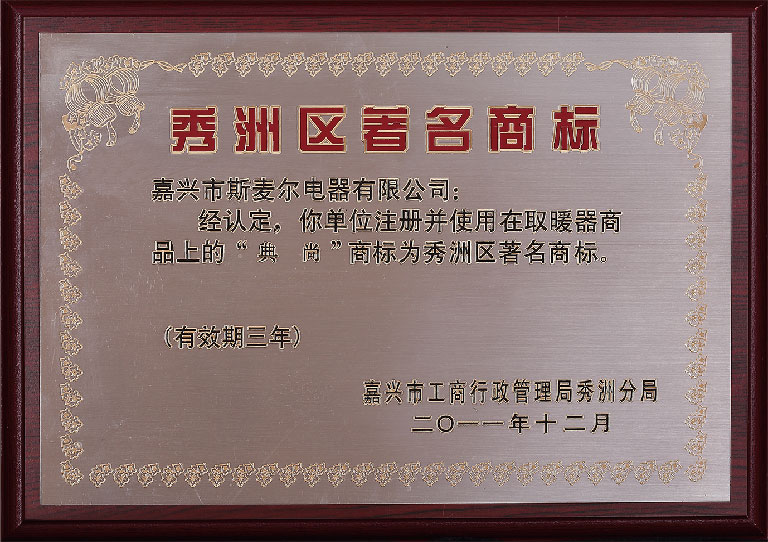 秀洲区著名商标
嘉兴市斯麦尔电器有限公司：
经认定，你单位注册并使用在取暖器商
品上的“典 尚”商标为秀洲区著名商标。
（有效期三年）
嘉兴市工商行政管理局秀洲分局
二〇一一年十二月